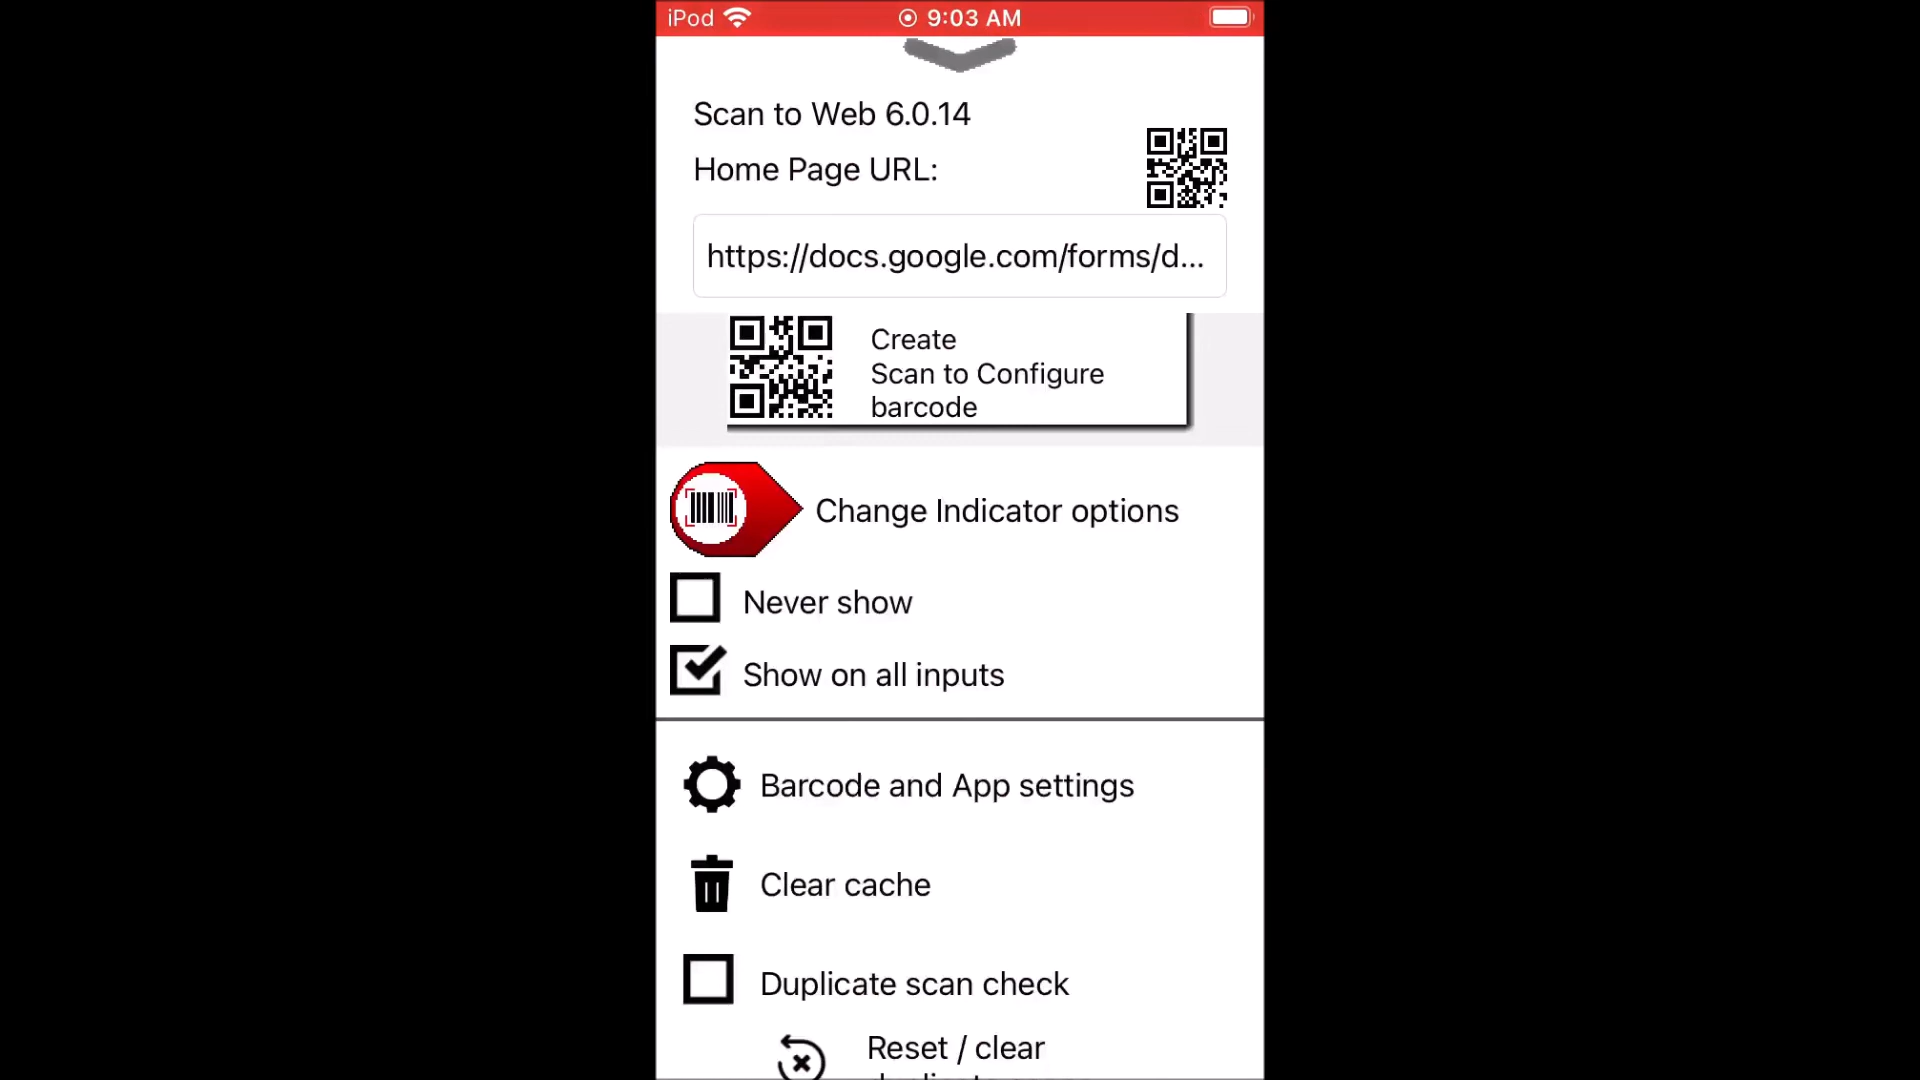 iPod 9:03 AM
Scan to Web 6.0.14
Home Page URL:
https://docs.google.com/forms/d...
Create
Scan to Configure
barcode
Change Indicator options
Never show
Show on all inputs
Barcode and App settings
Clear cache
Duplicate scan check
Reset / clear